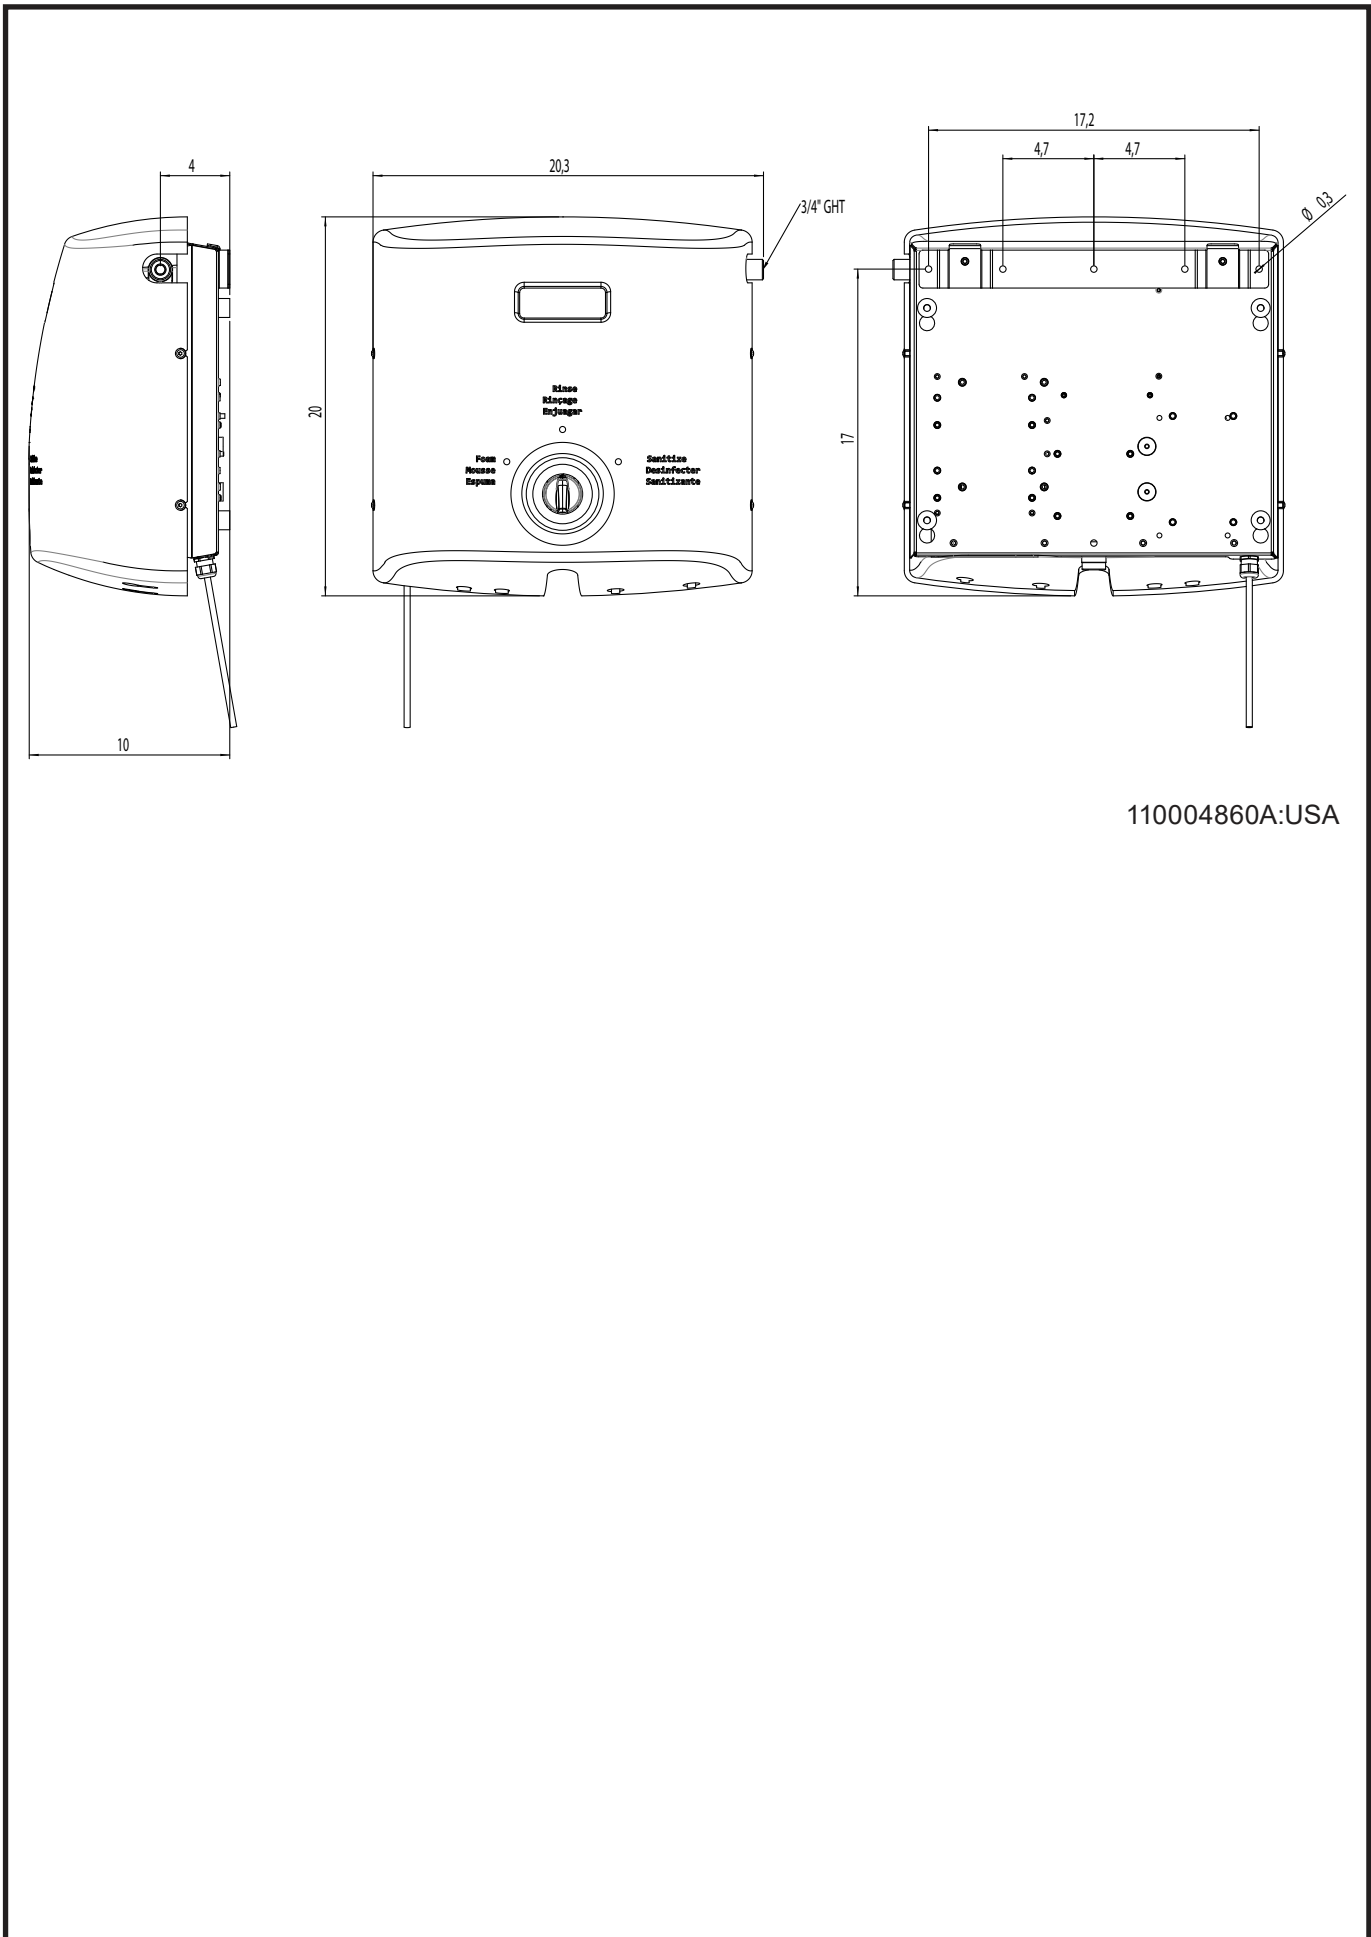 17,2
4,7
4,7
4
20,3
3/4" GHT
Ø 0,3
20
17
Rinse
Rinçage
Enjuagar
Foam
Mousse
Espuma
Sanitize
Desinfecter
Sanitizante
10
110004860A:USA